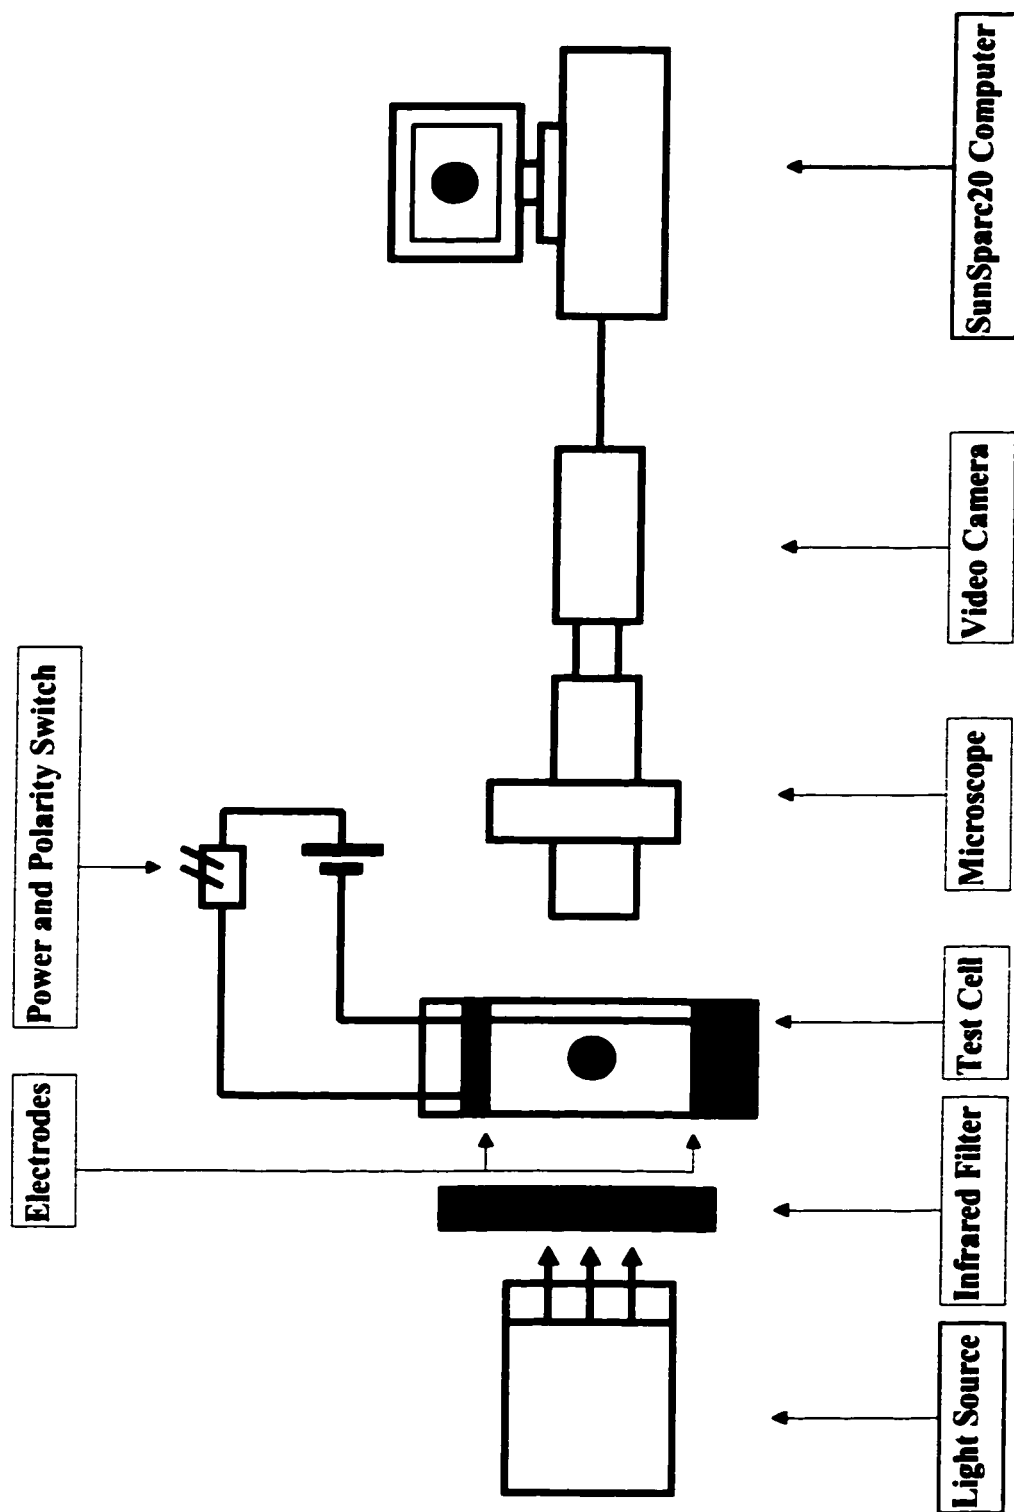 Electrodes
Power and Polarity Switch
Light Source
Infrared Filter
Test Cell
Microscope
Video Camera
SunSparc20 Computer